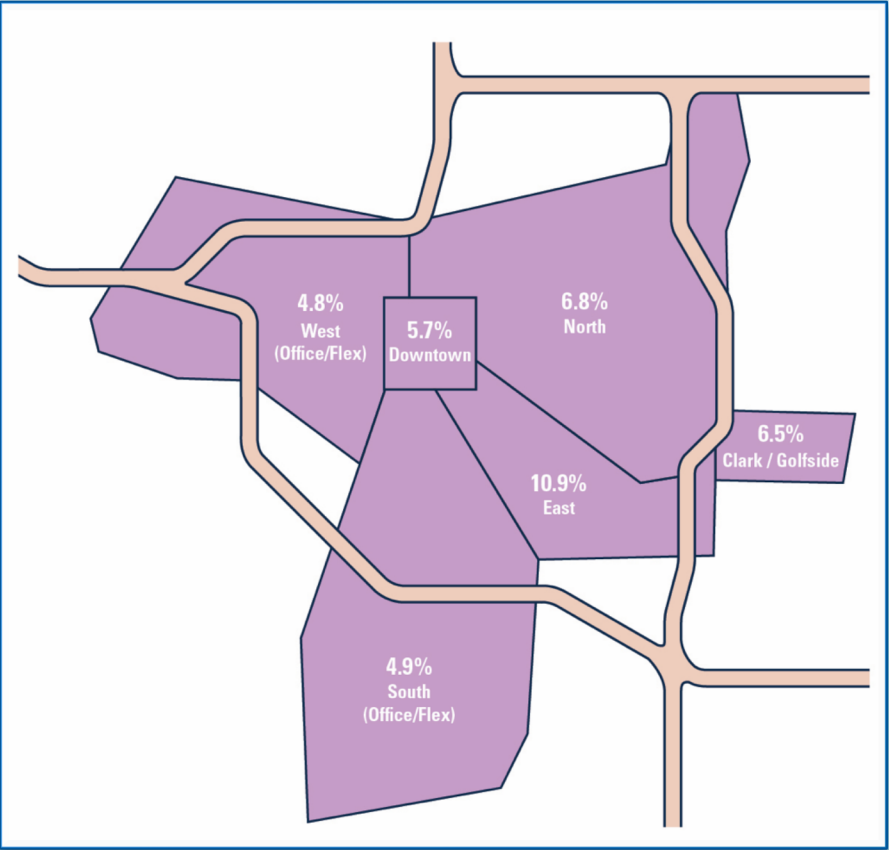 4.8%
West
(Office/Flex)
5.7%
Downtown
6.8%
North
6.5%
Clark / Golfside
10.9%
East
4.9%
South
(Office/Flex)